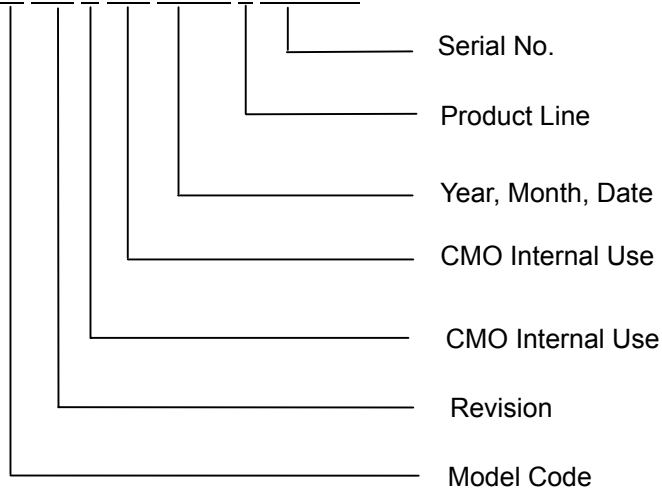 Serial No.
Product Line
Year, Month, Date
CMO Internal Use
CMO Internal Use
Revision
Model Code